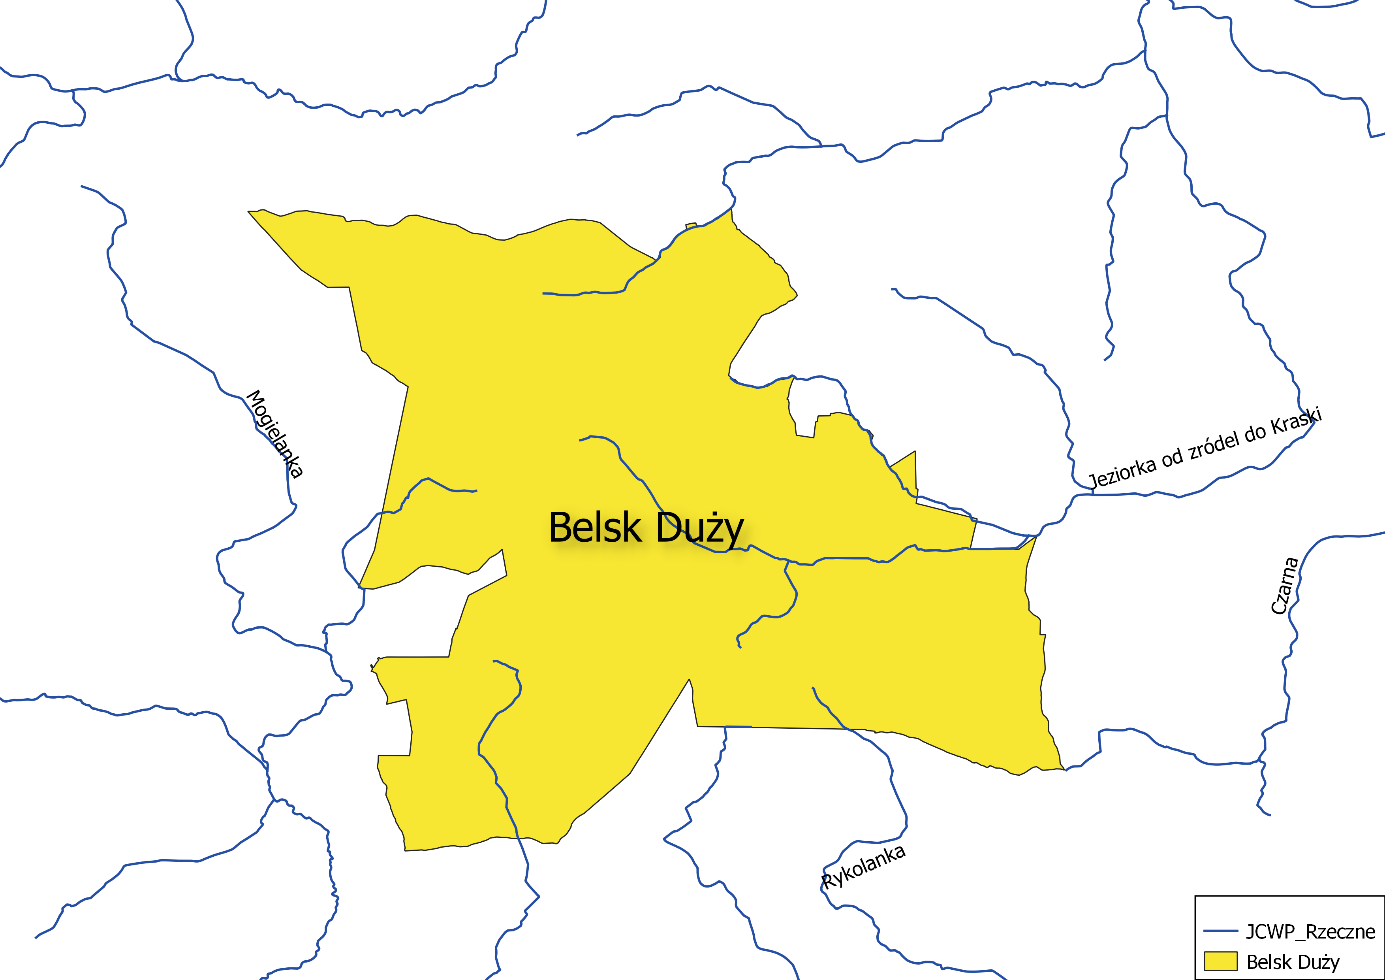 Mogielanka
Jeziorka od zródel do Kraski
Belsk Duży
Czarna
Rykolanka
JCWP_Rzeczne
Belsk Duży